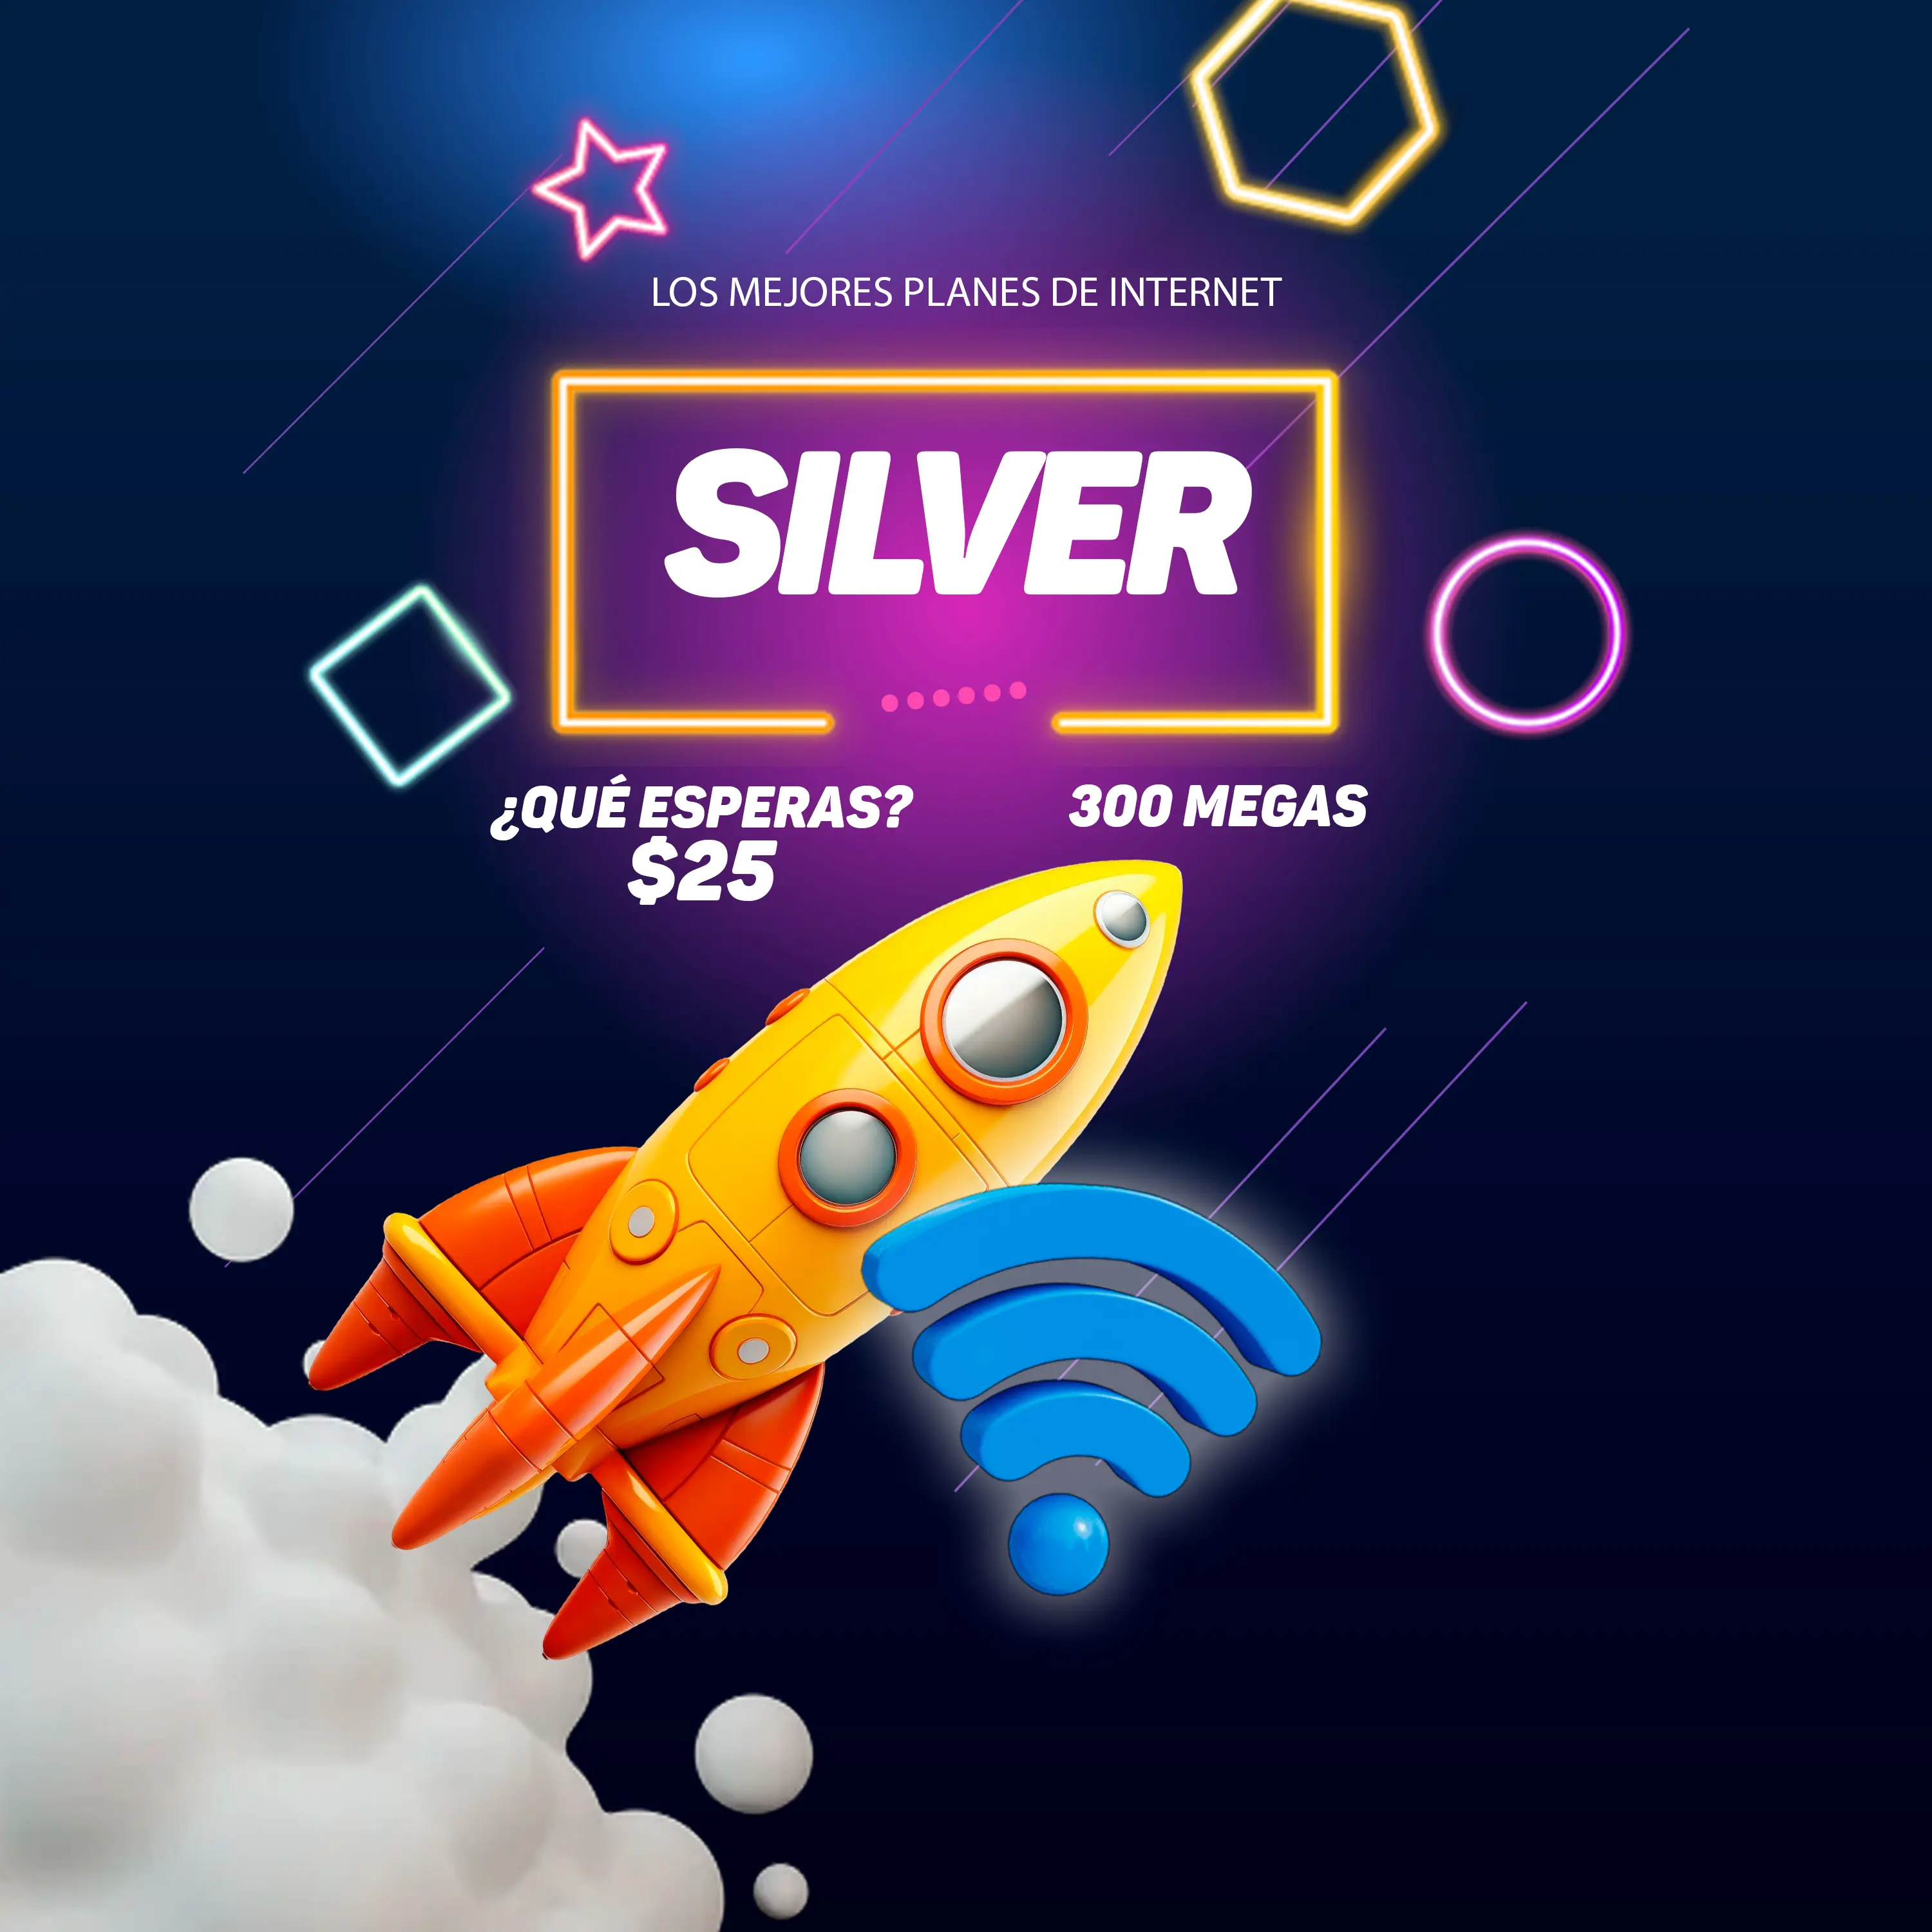 LOS MEJORES PLANES DE INTERNET
SILVER
¿QUÉ ESPERAS?
$25
300 MEGAS